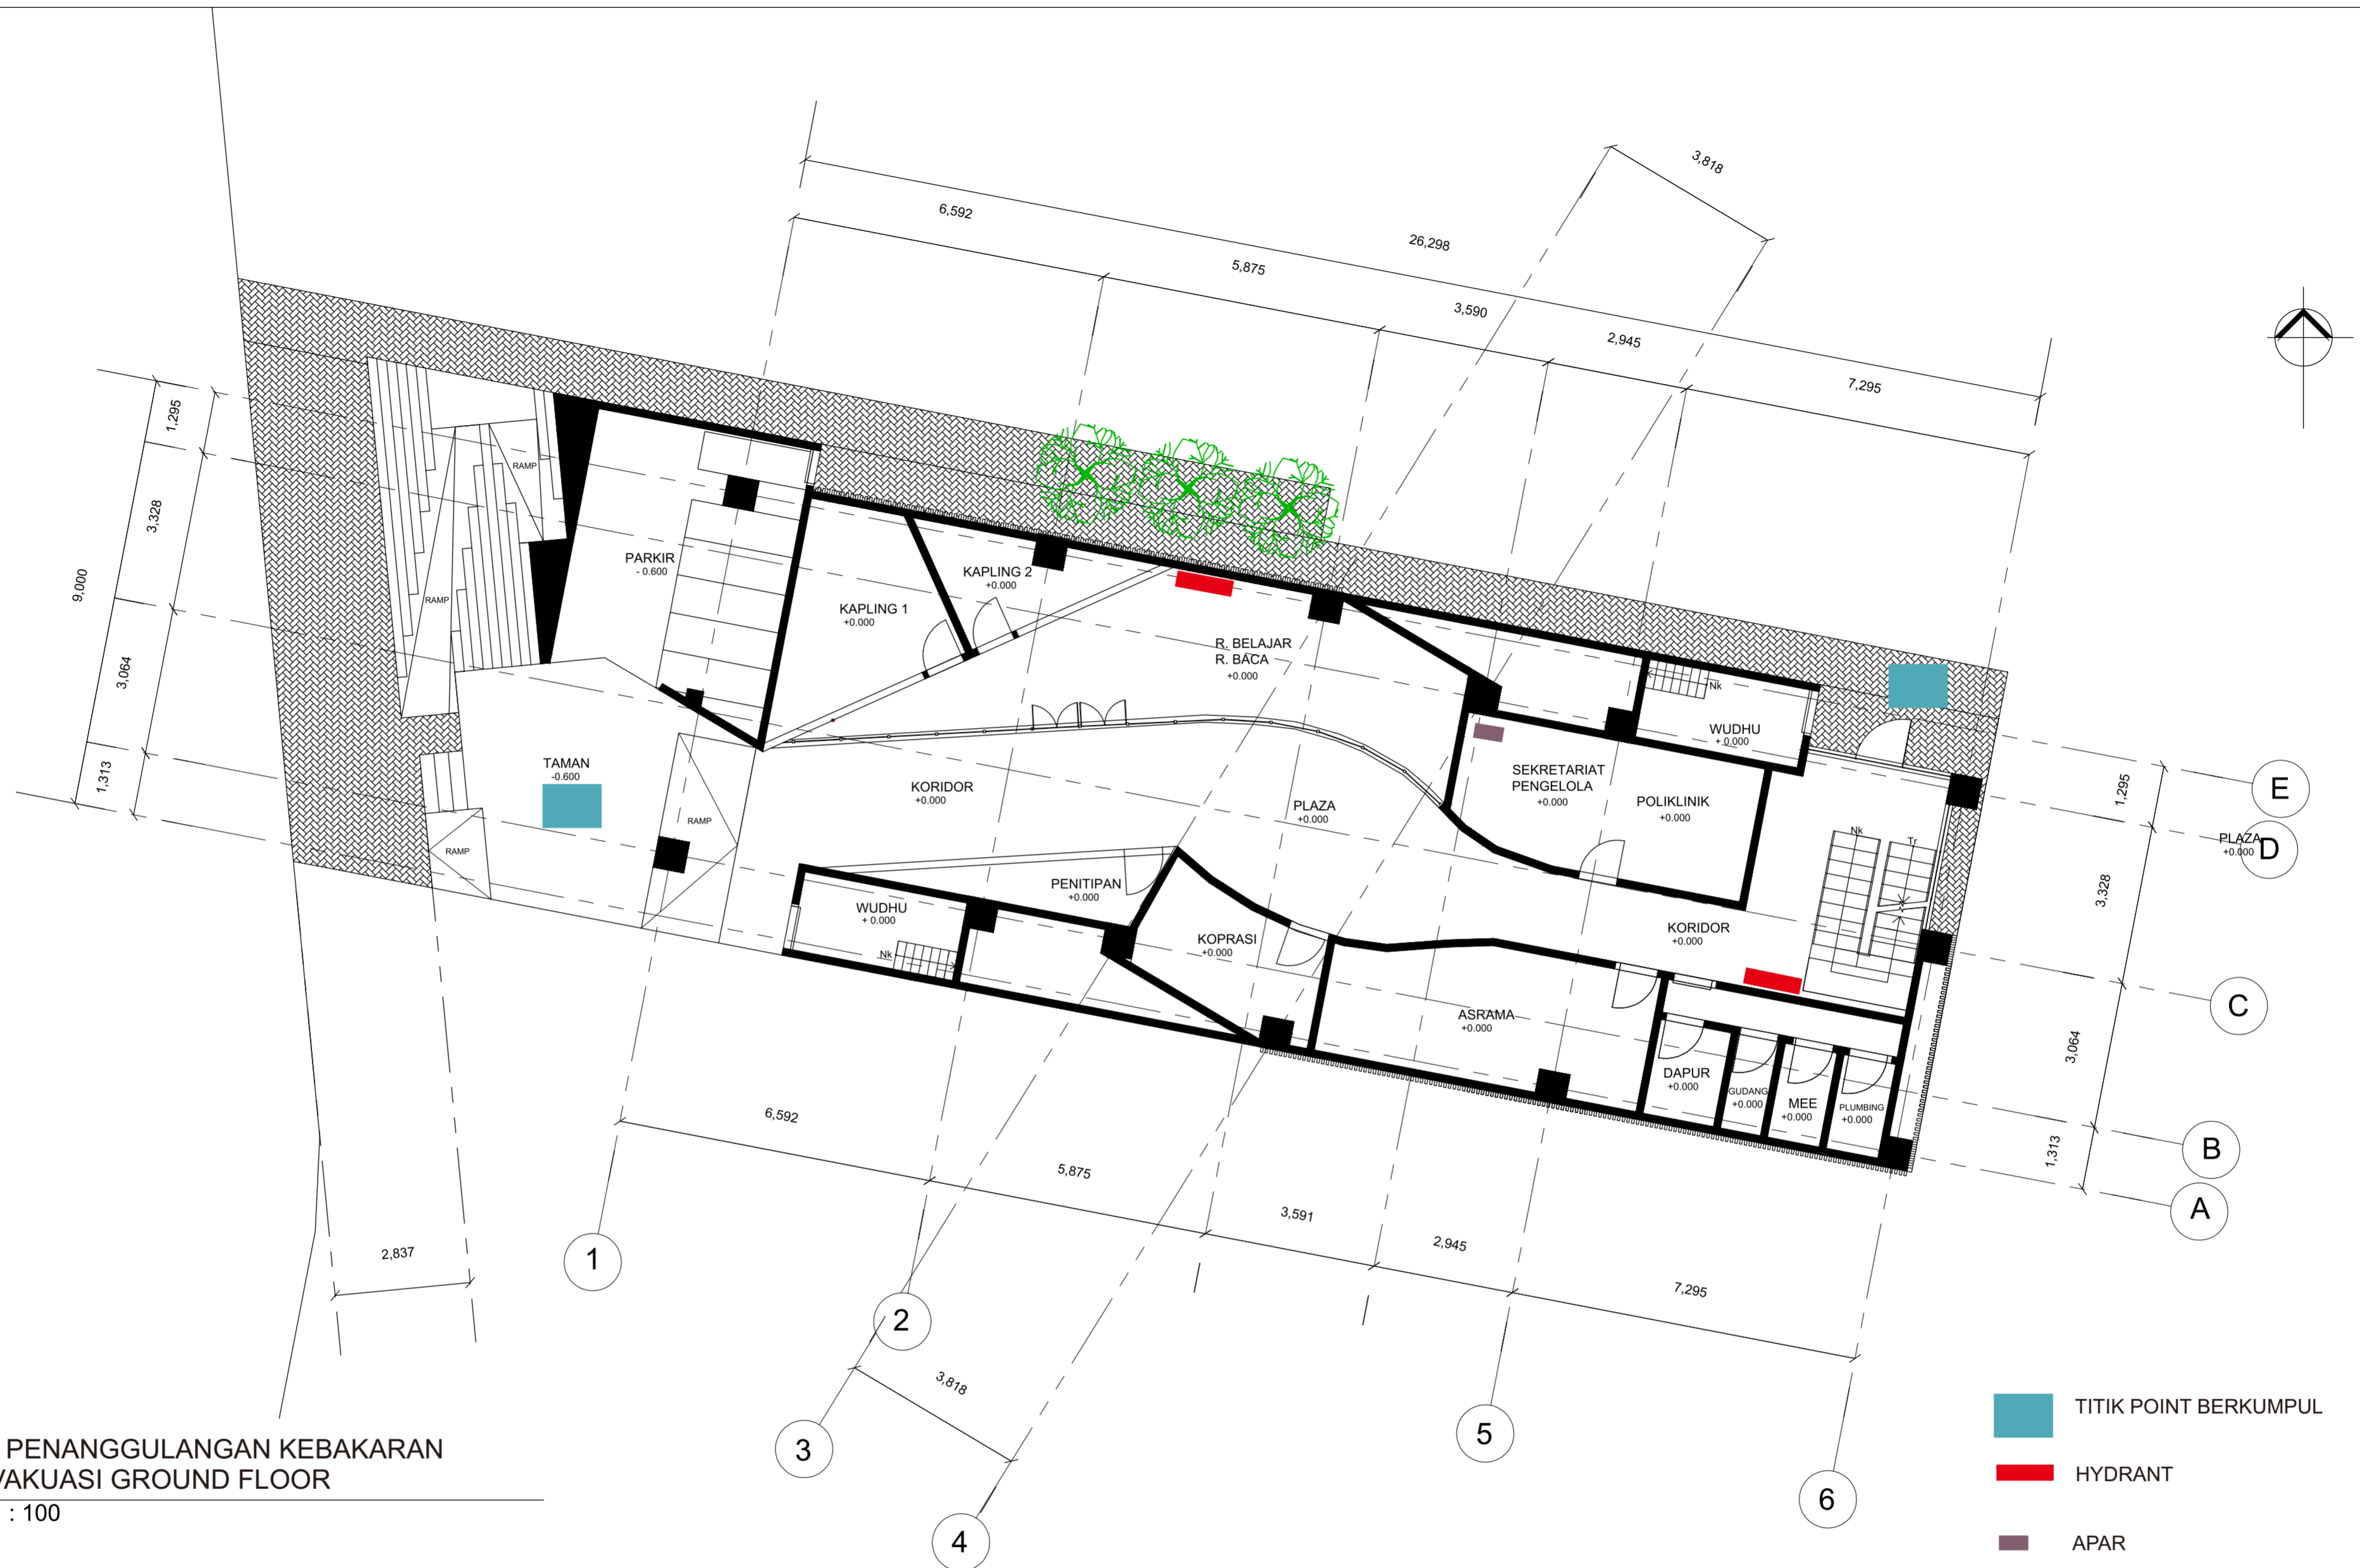 3,818
6,592
26,298
5,875
3,590
2,945
7,295
1,295
3,328
9,000
3,064
1,313
RAMP
RAMP
PARKIR
- 0.600
KAPLING 2
+0.000
KAPLING 1
+0.000
R. BELAJAR
R. BACA
+0.000
Nk
WUDHU
+ 0.000
TAMAN
-0.600
KORIDOR
+0.000
RAMP
RAMP
PLAZA
+0.000
SEKRETARIAT
PENGELOLA
+0.000
POLIKLINIK
+0.000
Nk
Tr
PLAZA
+0.000
PENITIPAN
+0.000
WUDHU
+ 0.000
Nk
KOPRASI
+0.000
KORIDOR
+0.000
ASRAMA
+0.000
DAPUR
+0.000
GUDANG
+0.000
MEE
+0.000
PLUMBING
+0.000
E
D
C
B
A
1,295
3,328
3,064
1,313
6,592
5,875
3,591
2,945
7,295
2,837
3,818
1
2
3
4
5
6
PENANGGULANGAN KEBAKARAN
VAKUASI GROUND FLOOR
: 100
TITIK POINT BERKUMPUL
HYDRANT
APAR